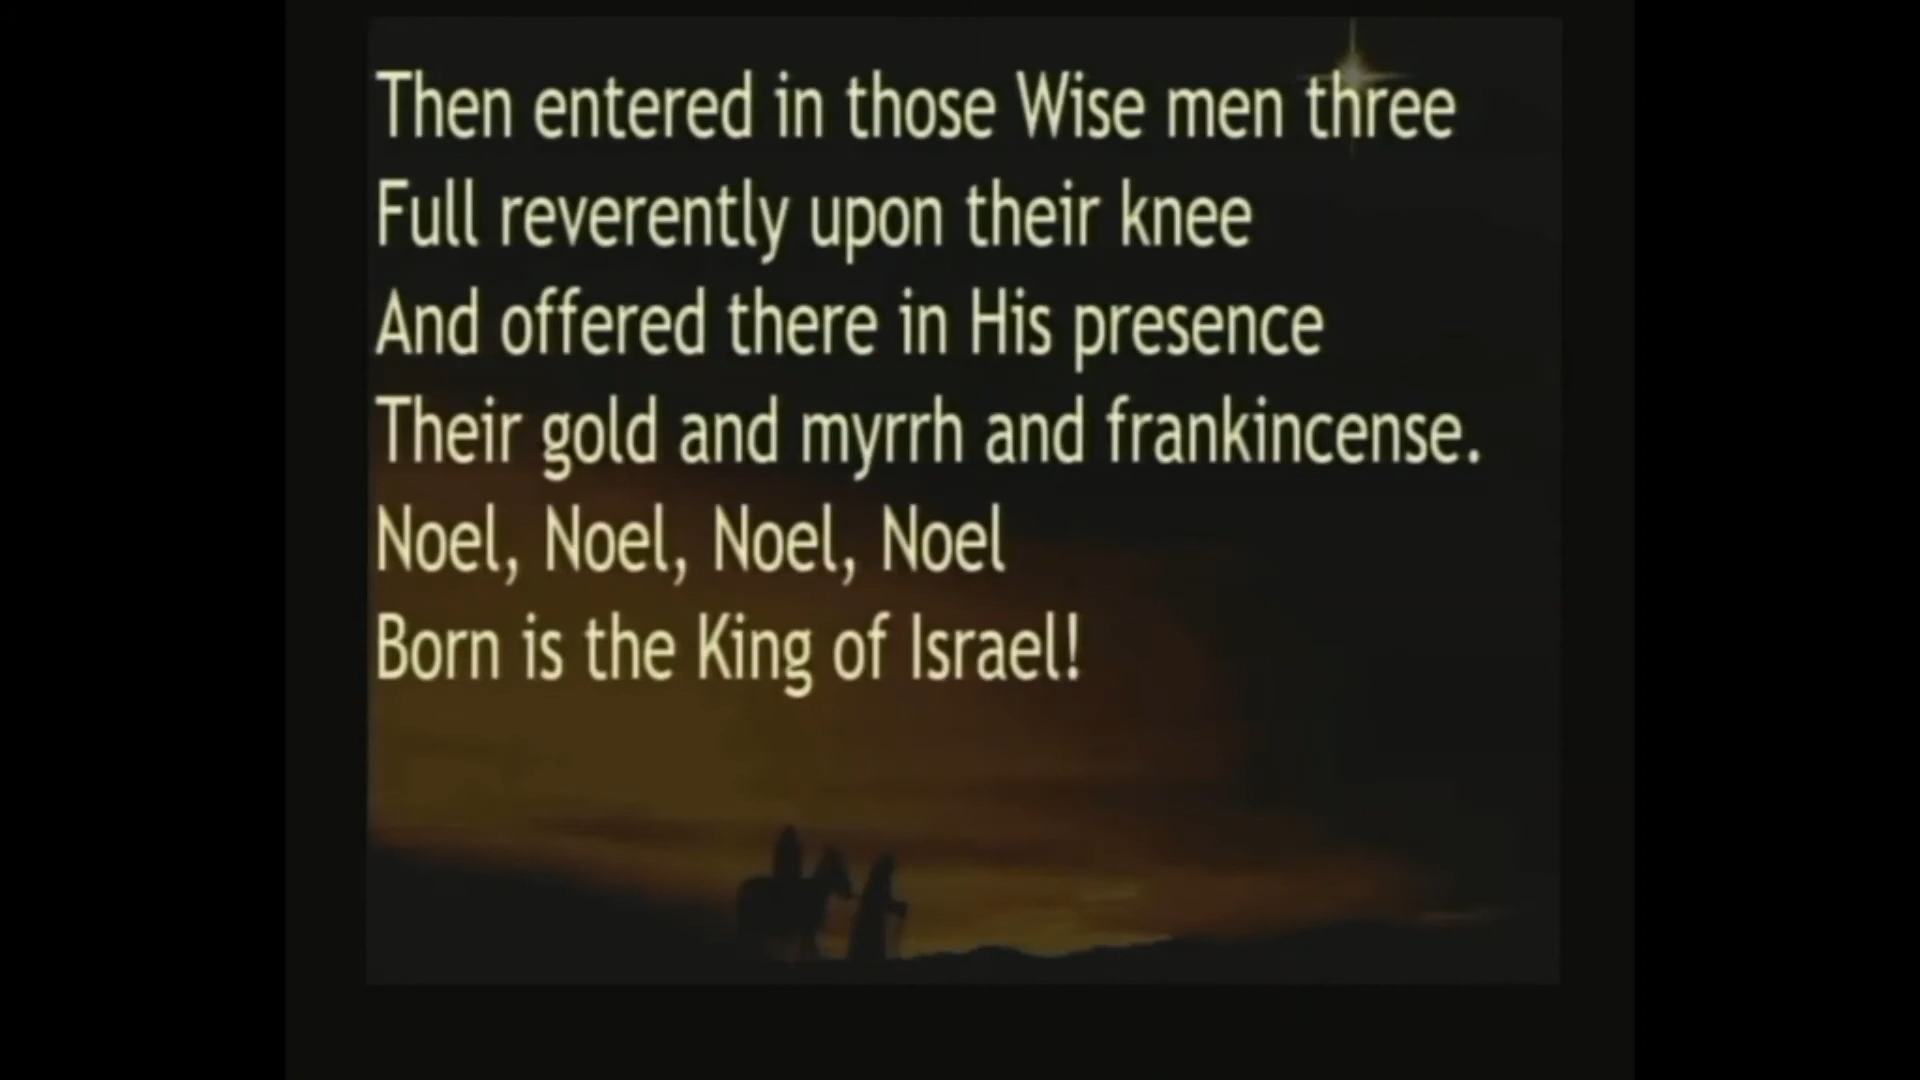 Then entered in those Wise men three
Full reverently upon their knee
And offered there in His presence
Their gold and myrrh and frankincense.
Noel, Noel, Noel, Noel
Born is the King of Israel!